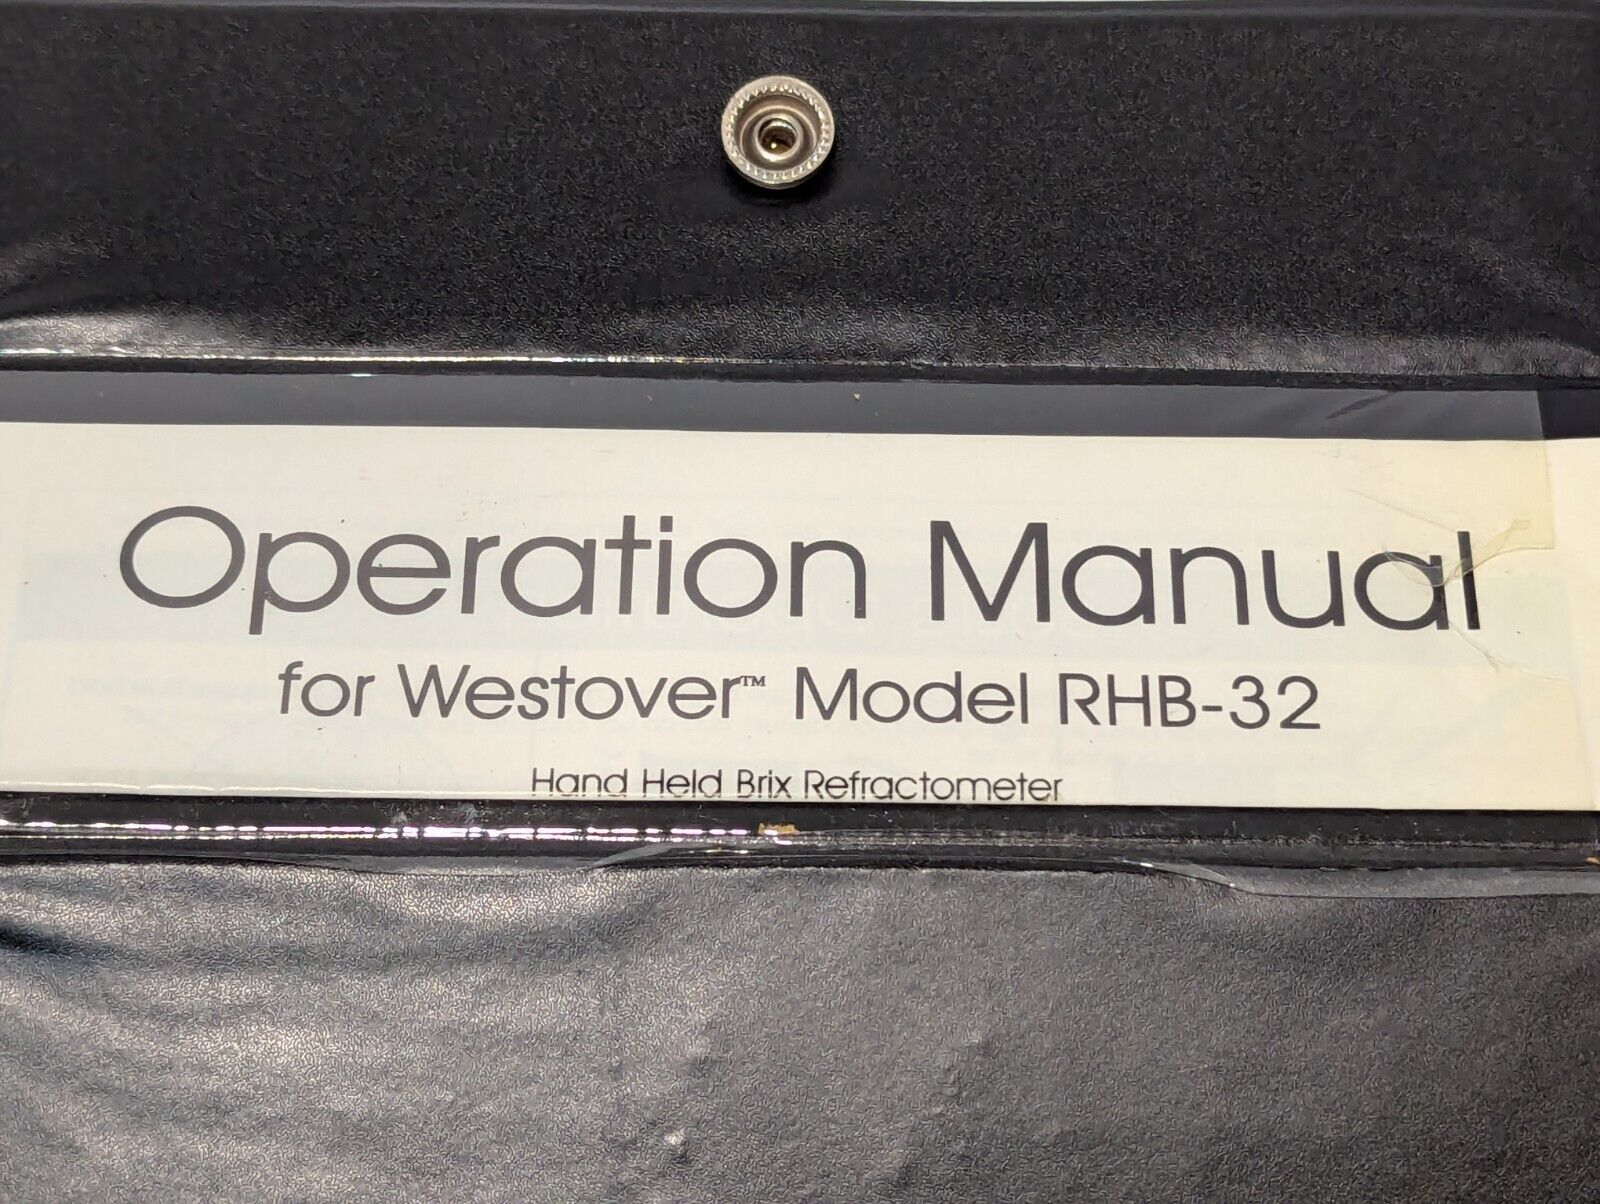 Operation Manual
for Westover™ Model RHB-32
Hand Held Brix Refractometer